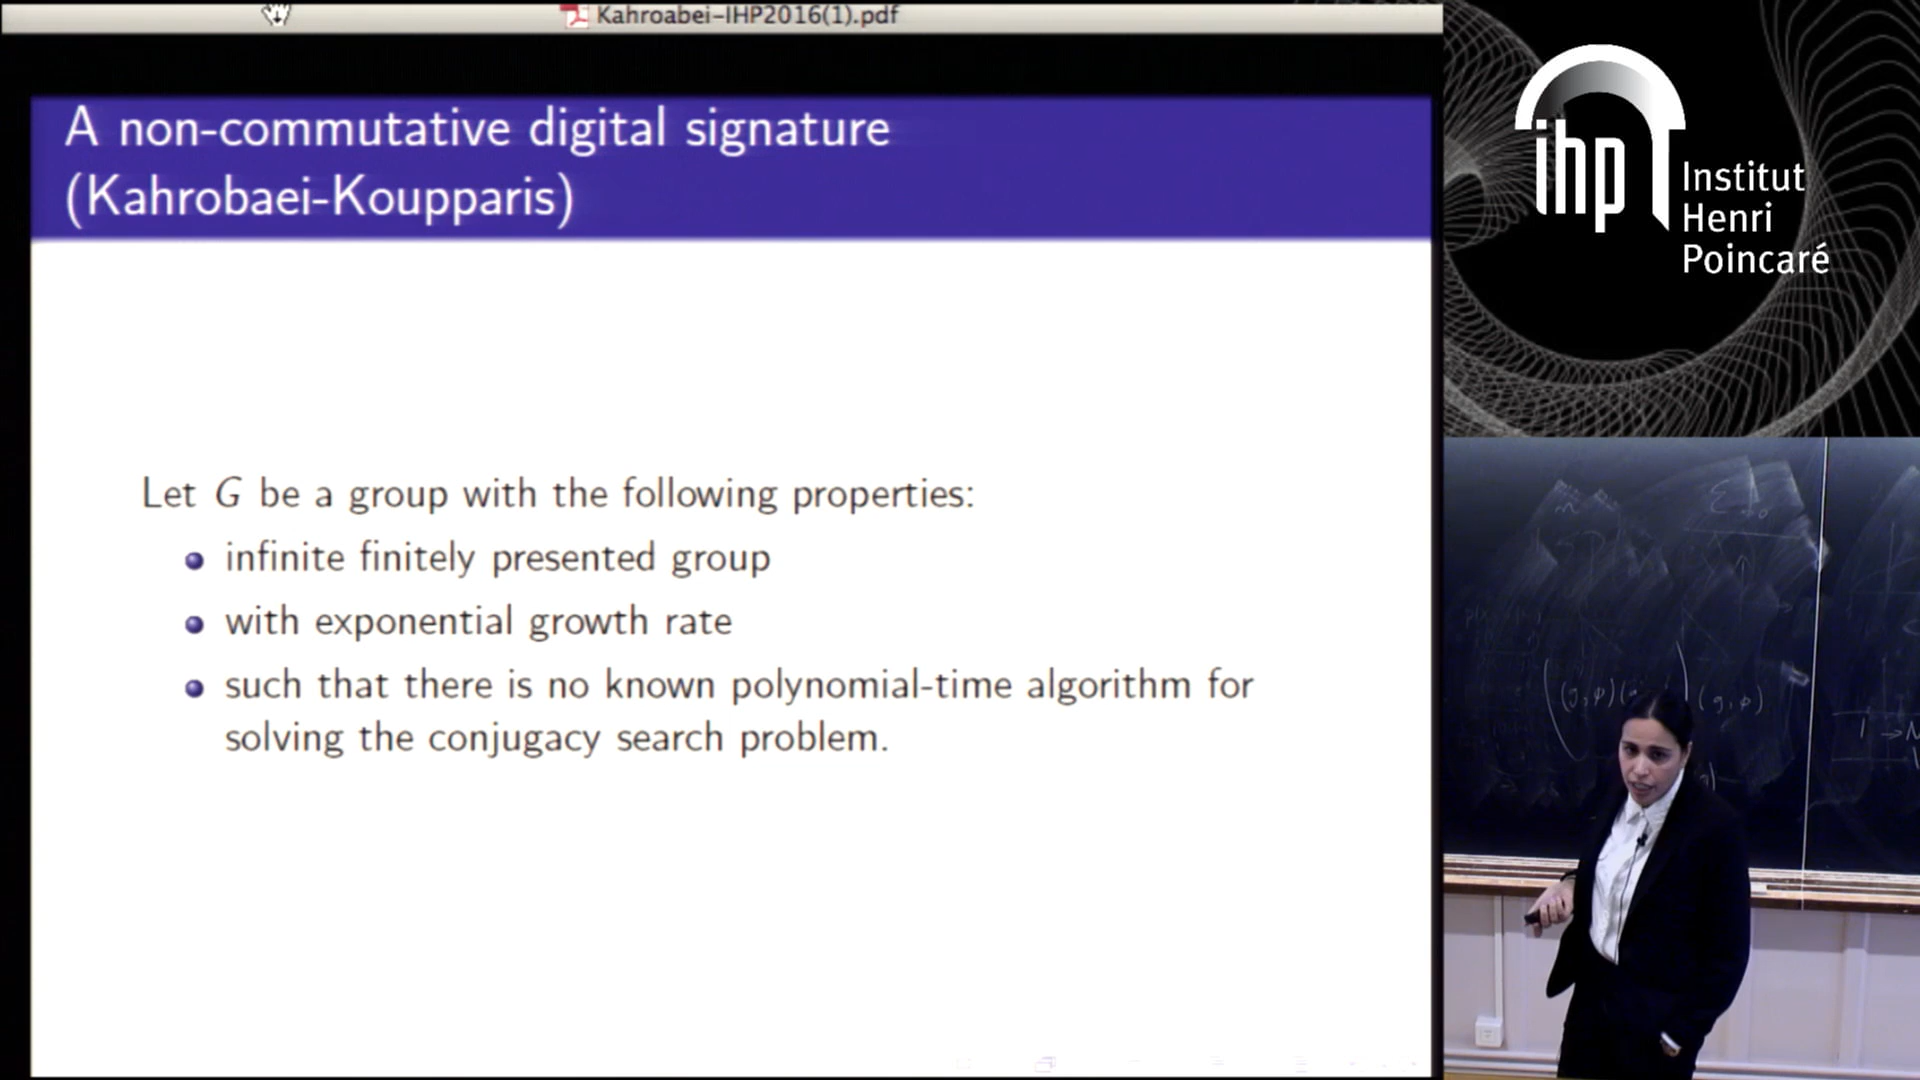 Kahroabei-IHP2016(1).pdf
A non-commutative digital signature
(Kahrobaei-Koupparis)
Let G be a group with the following properties:
infinite finitely presented group
with exponential growth rate
such that there is no known polynomial-time algorithm for
solving the conjugacy search problem.
ihp
Institut
Henri
Poincaré
(g,φ)